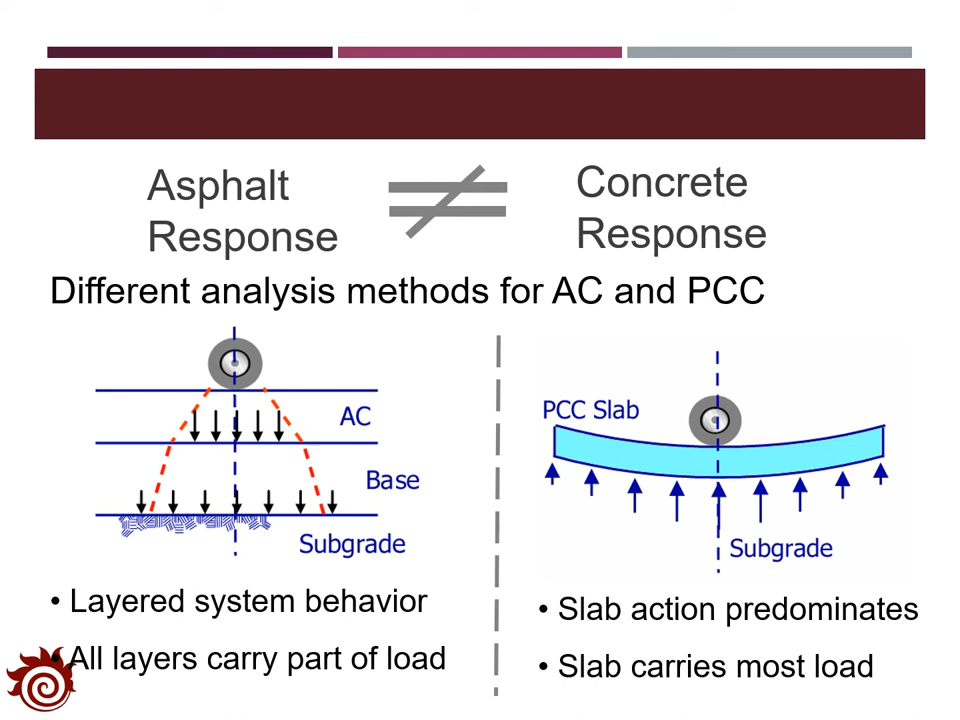 Asphalt
Response
Concrete
Response
Different analysis methods for AC and PCC
AC
Base
Subgrade
• Layered system behavior
• All layers carry part of load
PCC Slab
Subgrade
• Slab action predominates
• Slab carries most load